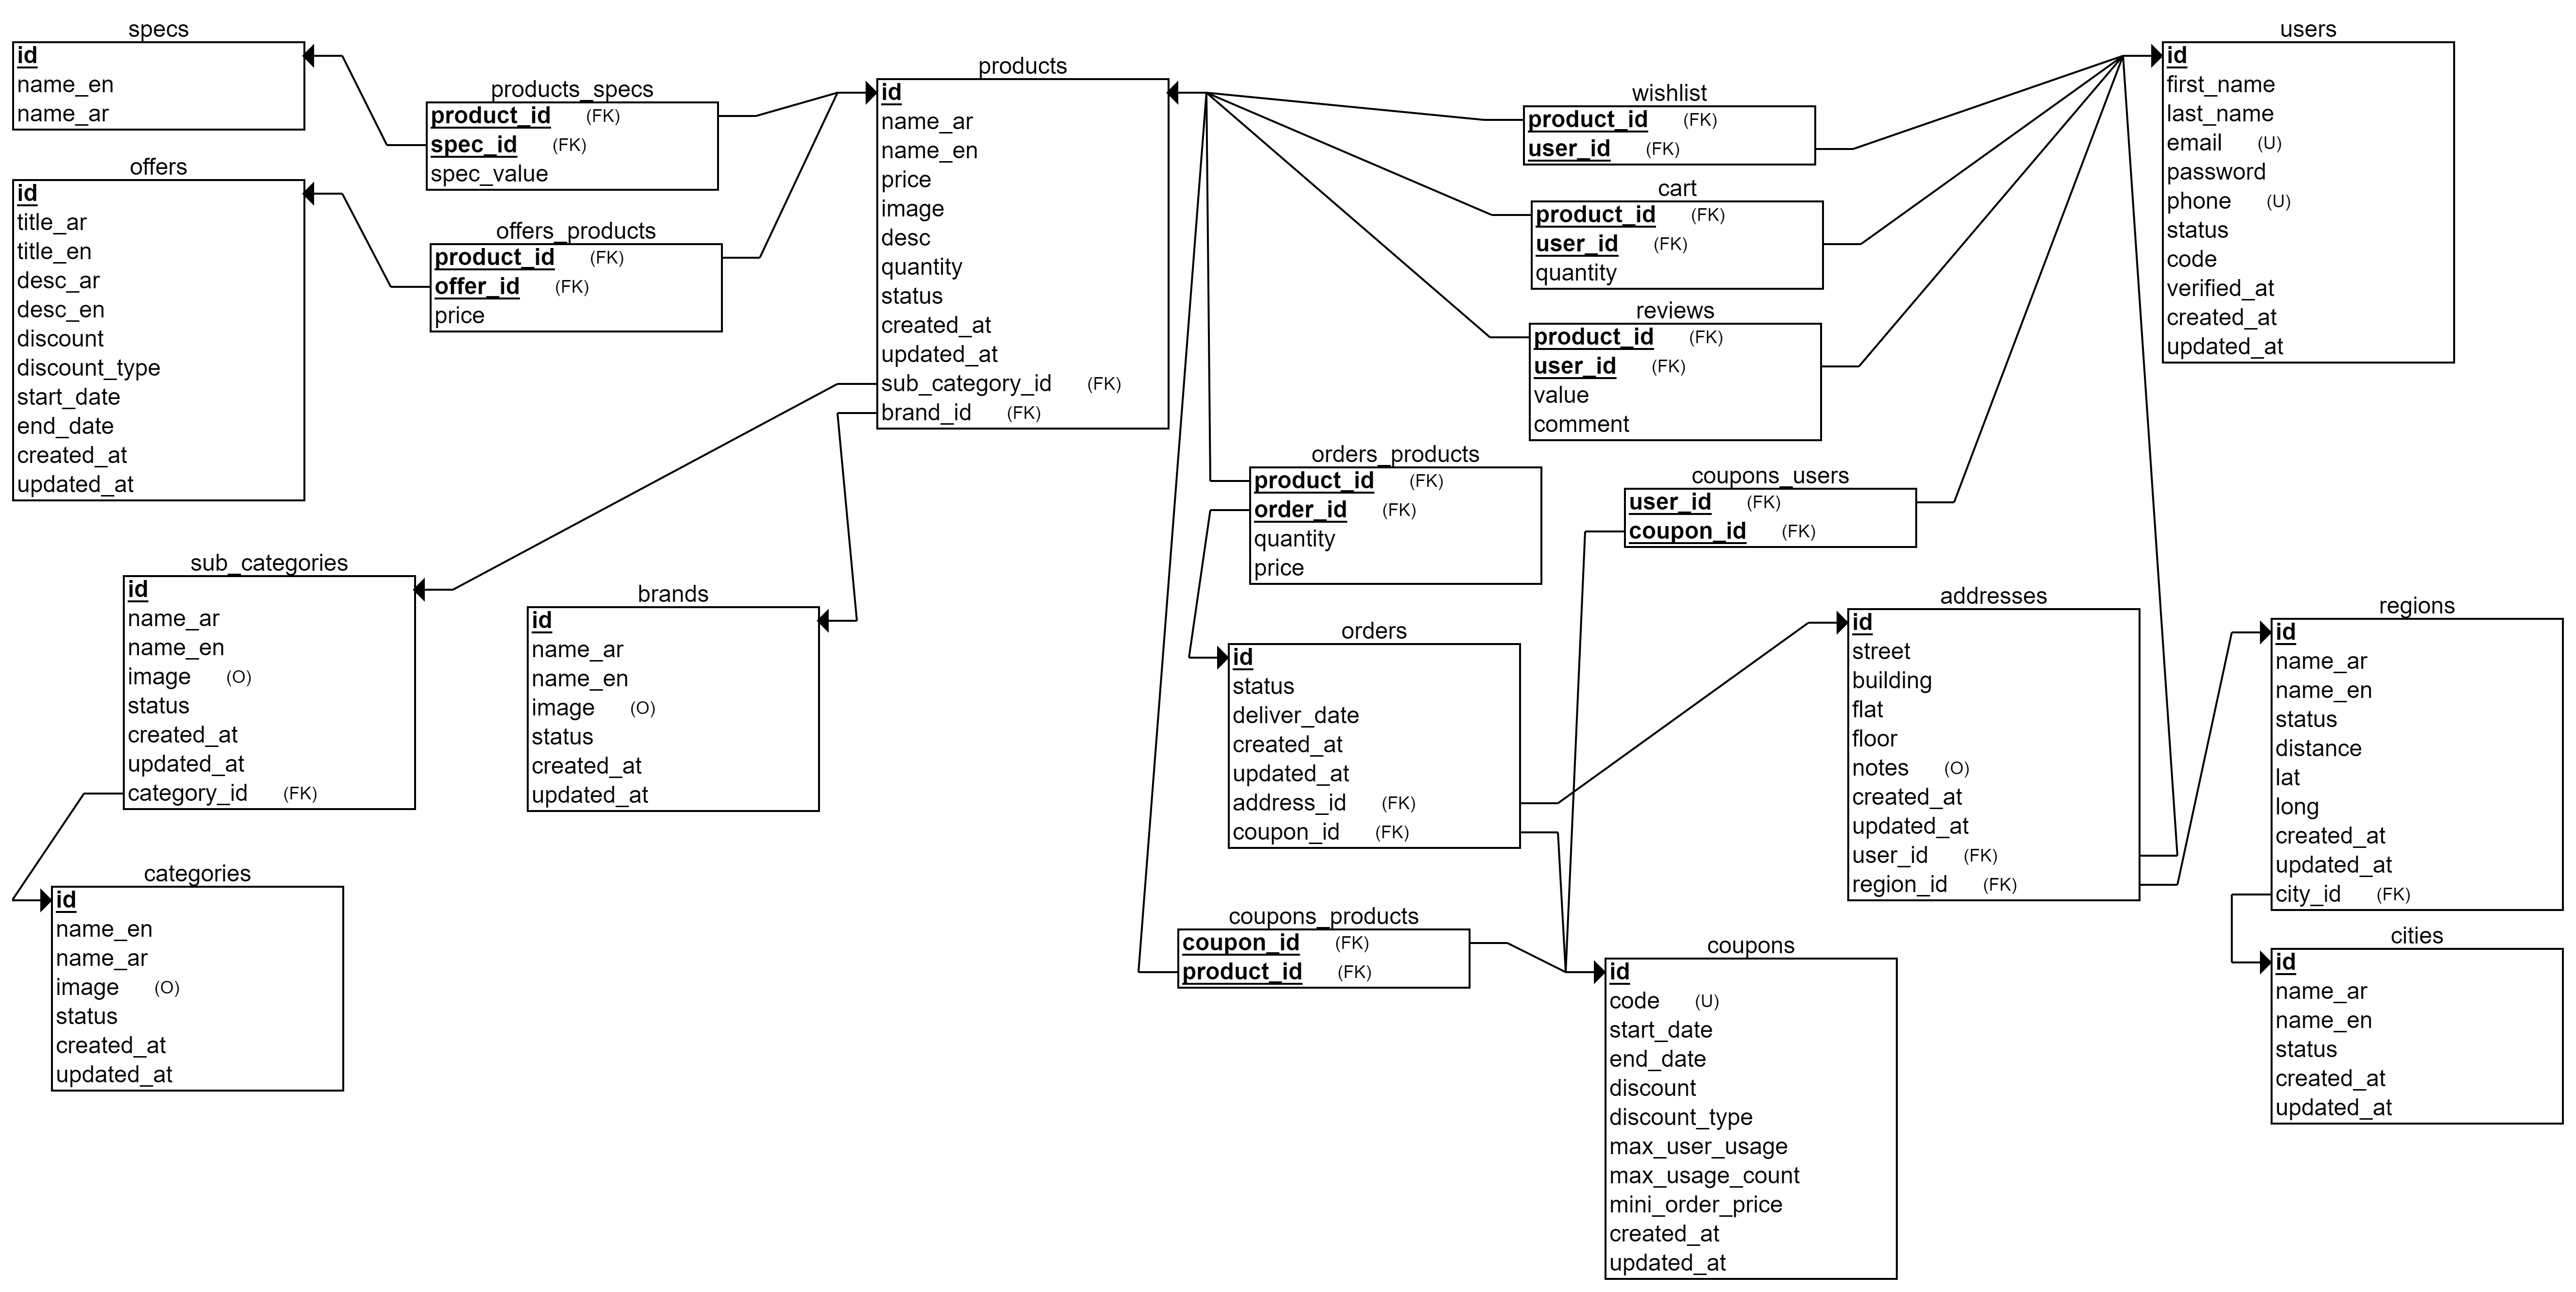 specs
id
name_en
name_ar
products_specs
product_id (FK)
spec_id (FK)
spec_value
offers
id
title_ar
title_en
desc_ar
desc_en
discount
discount_type
start_date
end_date
created_at
updated_at
offers_products
product_id (FK)
offer_id (FK)
price
products
id
name_ar
name_en
price
image
desc
quantity
status
created_at
updated_at
sub_category_id (FK)
brand_id (FK)
wishlist
product_id (FK)
user_id (FK)
cart
product_id (FK)
user_id (FK)
quantity
reviews
product_id (FK)
user_id (FK)
value
comment
users
id
first_name
last_name
email (U)
password
phone (U)
status
code
verified_at
created_at
updated_at
orders_products
product_id (FK)
order_id (FK)
quantity
price
coupons_users
user_id (FK)
coupon_id (FK)
sub_categories
id
name_ar
name_en
image (O)
status
created_at
updated_at
category_id (FK)
brands
id
name_ar
name_en
image (O)
status
created_at
updated_at
orders
id
status
deliver_date
created_at
updated_at
address_id (FK)
coupon_id (FK)
addresses
id
street
building
flat
floor
notes (O)
created_at
updated_at
user_id (FK)
region_id (FK)
regions
id
name_ar
name_en
status
distance
lat
long
created_at
updated_at
city_id (FK)
categories
id
name_en
name_ar
image (O)
status
created_at
updated_at
coupons_products
coupon_id (FK)
product_id (FK)
coupons
id
code (U)
start_date
end_date
discount
discount_type
max_user_usage
max_usage_count
mini_order_price
created_at
updated_at
cities
id
name_ar
name_en
status
created_at
updated_at